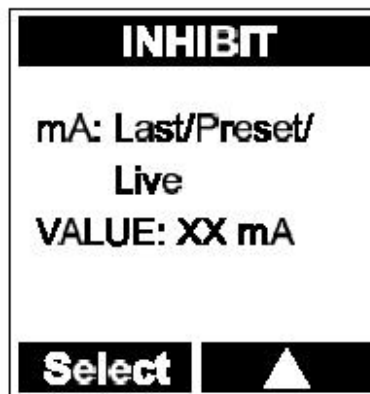 INHIBIT
mA: Last/Preset/
Live
VALUE: XX mA
Select